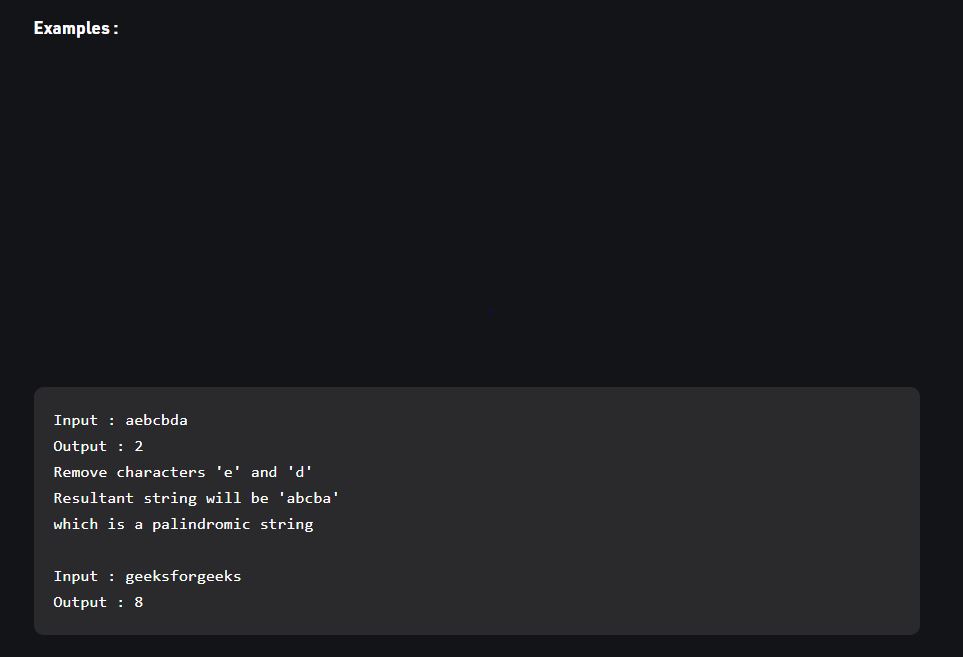 Examples :
Input : aebcbda
Output : 2
Remove characters 'e' and 'd'
Resultant string will be 'abcba'
which is a palindromic string
Input : geeksforgeeks
Output : 8